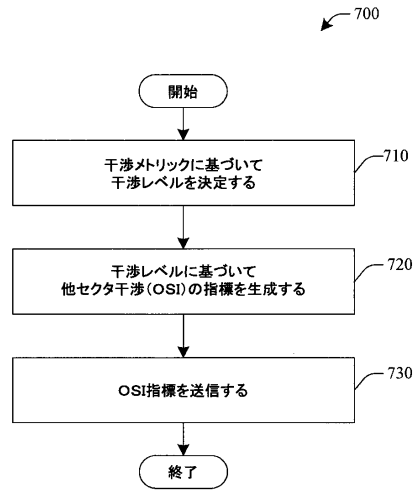 700
開始
干渉メトリックに基づいて
干渉レベルを決定する
710
干渉レベルに基づいて
他セクタ干渉(OSI)の指標を生成する
720
OSI指標を送信する
730
終了